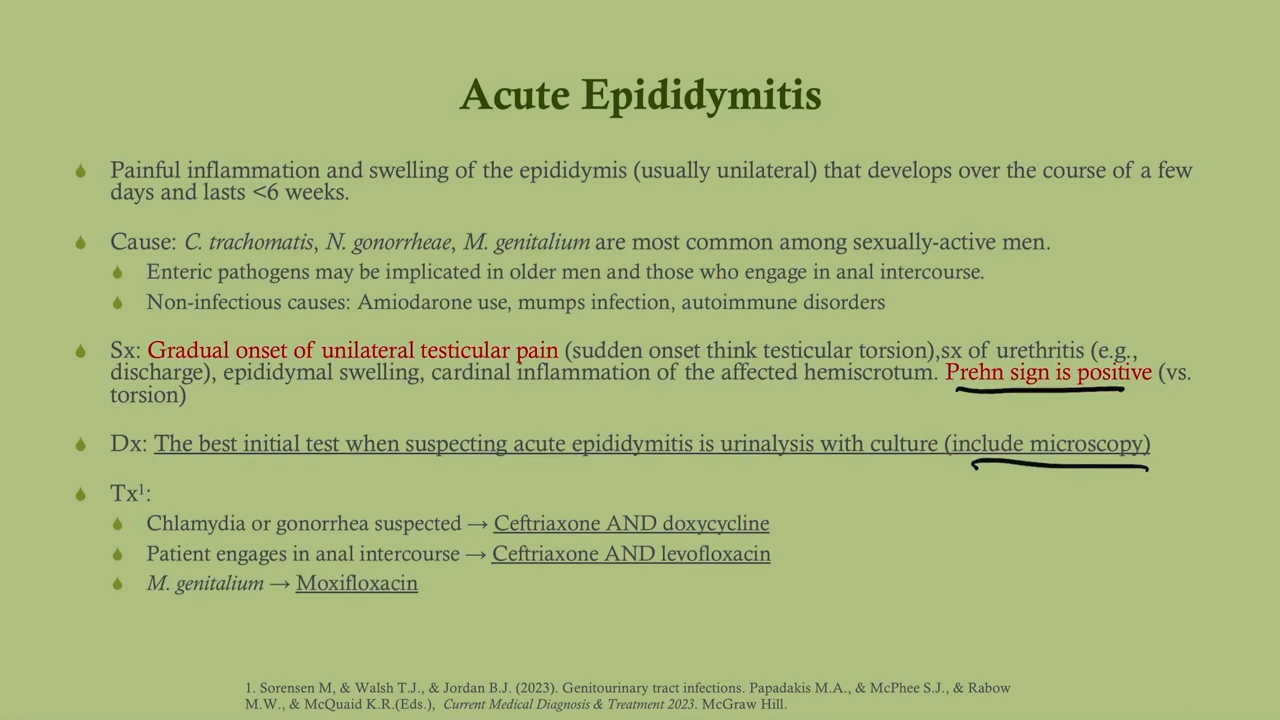 Acute Epididymitis
Painful inflammation and swelling of the epididymis (usually unilateral) that develops over the course of a few
days and lasts <6 weeks.
Cause: C. trachomatis, N. gonorrheae, M. genitalium are most common among sexually-active men.
Enteric pathogens may be implicated in older men and those who engage in anal intercourse.
Non-infectious causes: Amiodarone use, mumps infection, autoimmune disorders
Sx: Gradual onset of unilateral testicular pain (sudden onset think testicular torsion),sx of urethritis (e.g.,
discharge), epididymal swelling, cardinal inflammation of the affected hemiscrotum. Prehn sign is positive (vs.
torsion)
Dx: The best initial test when suspecting acute epididymitis is urinalysis with culture (include microscopy)
Tx¹:
Chlamydia or gonorrhea suspected → Ceftriaxone AND doxycycline
Patient engages in anal intercourse → Ceftriaxone AND levofloxacin
M. genitalium → Moxifloxacin
1. Sorensen M, & Walsh T.J., & Jordan B.J. (2023). Genitourinary tract infections. Papadakis M.A., & McPhee S.J., & Rabow
M.W., & McQuaid K.R.(Eds.), Current Medical Diagnosis & Treatment 2023. McGraw Hill.